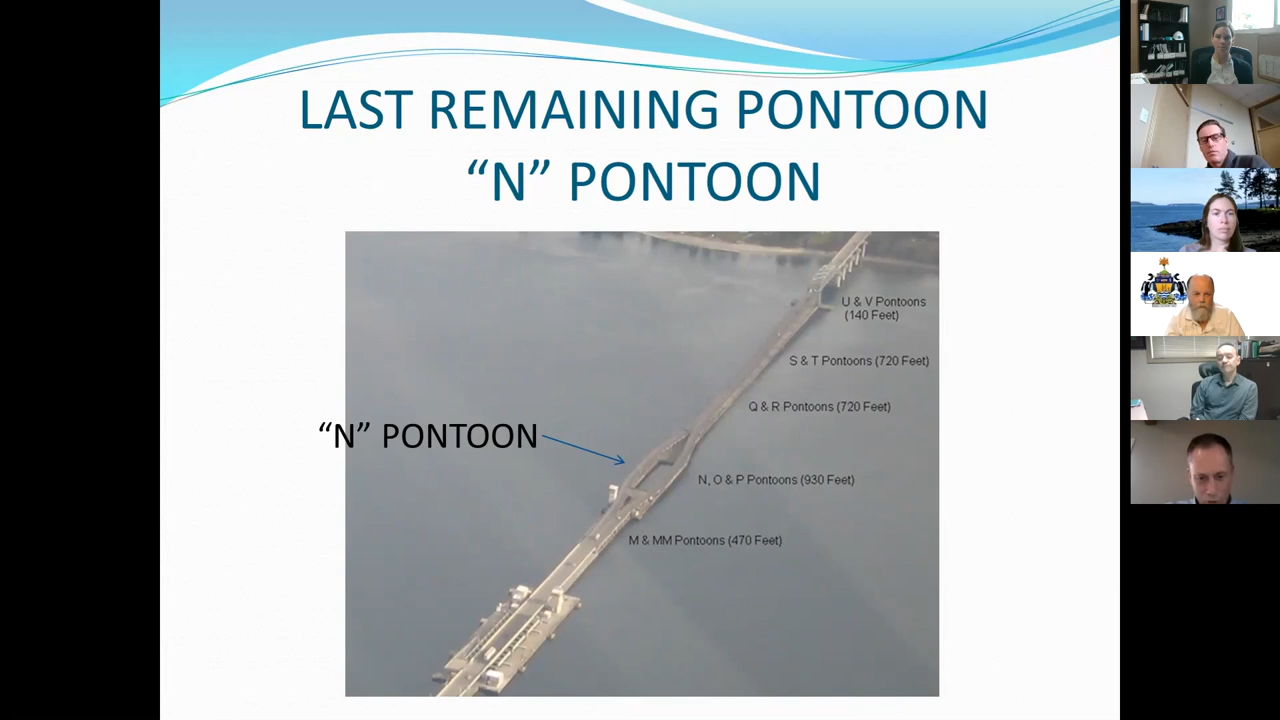 LAST REMAINING PONTOON
“N” PONTOON
U & V Pontoons
(140 Feet)
S & T Pontoons (720 Feet)
Q & R Pontoons (720 Feet)
“N” PONTOON
N, O & P Pontoons (930 Feet)
M & MM Pontoons (470 Feet)